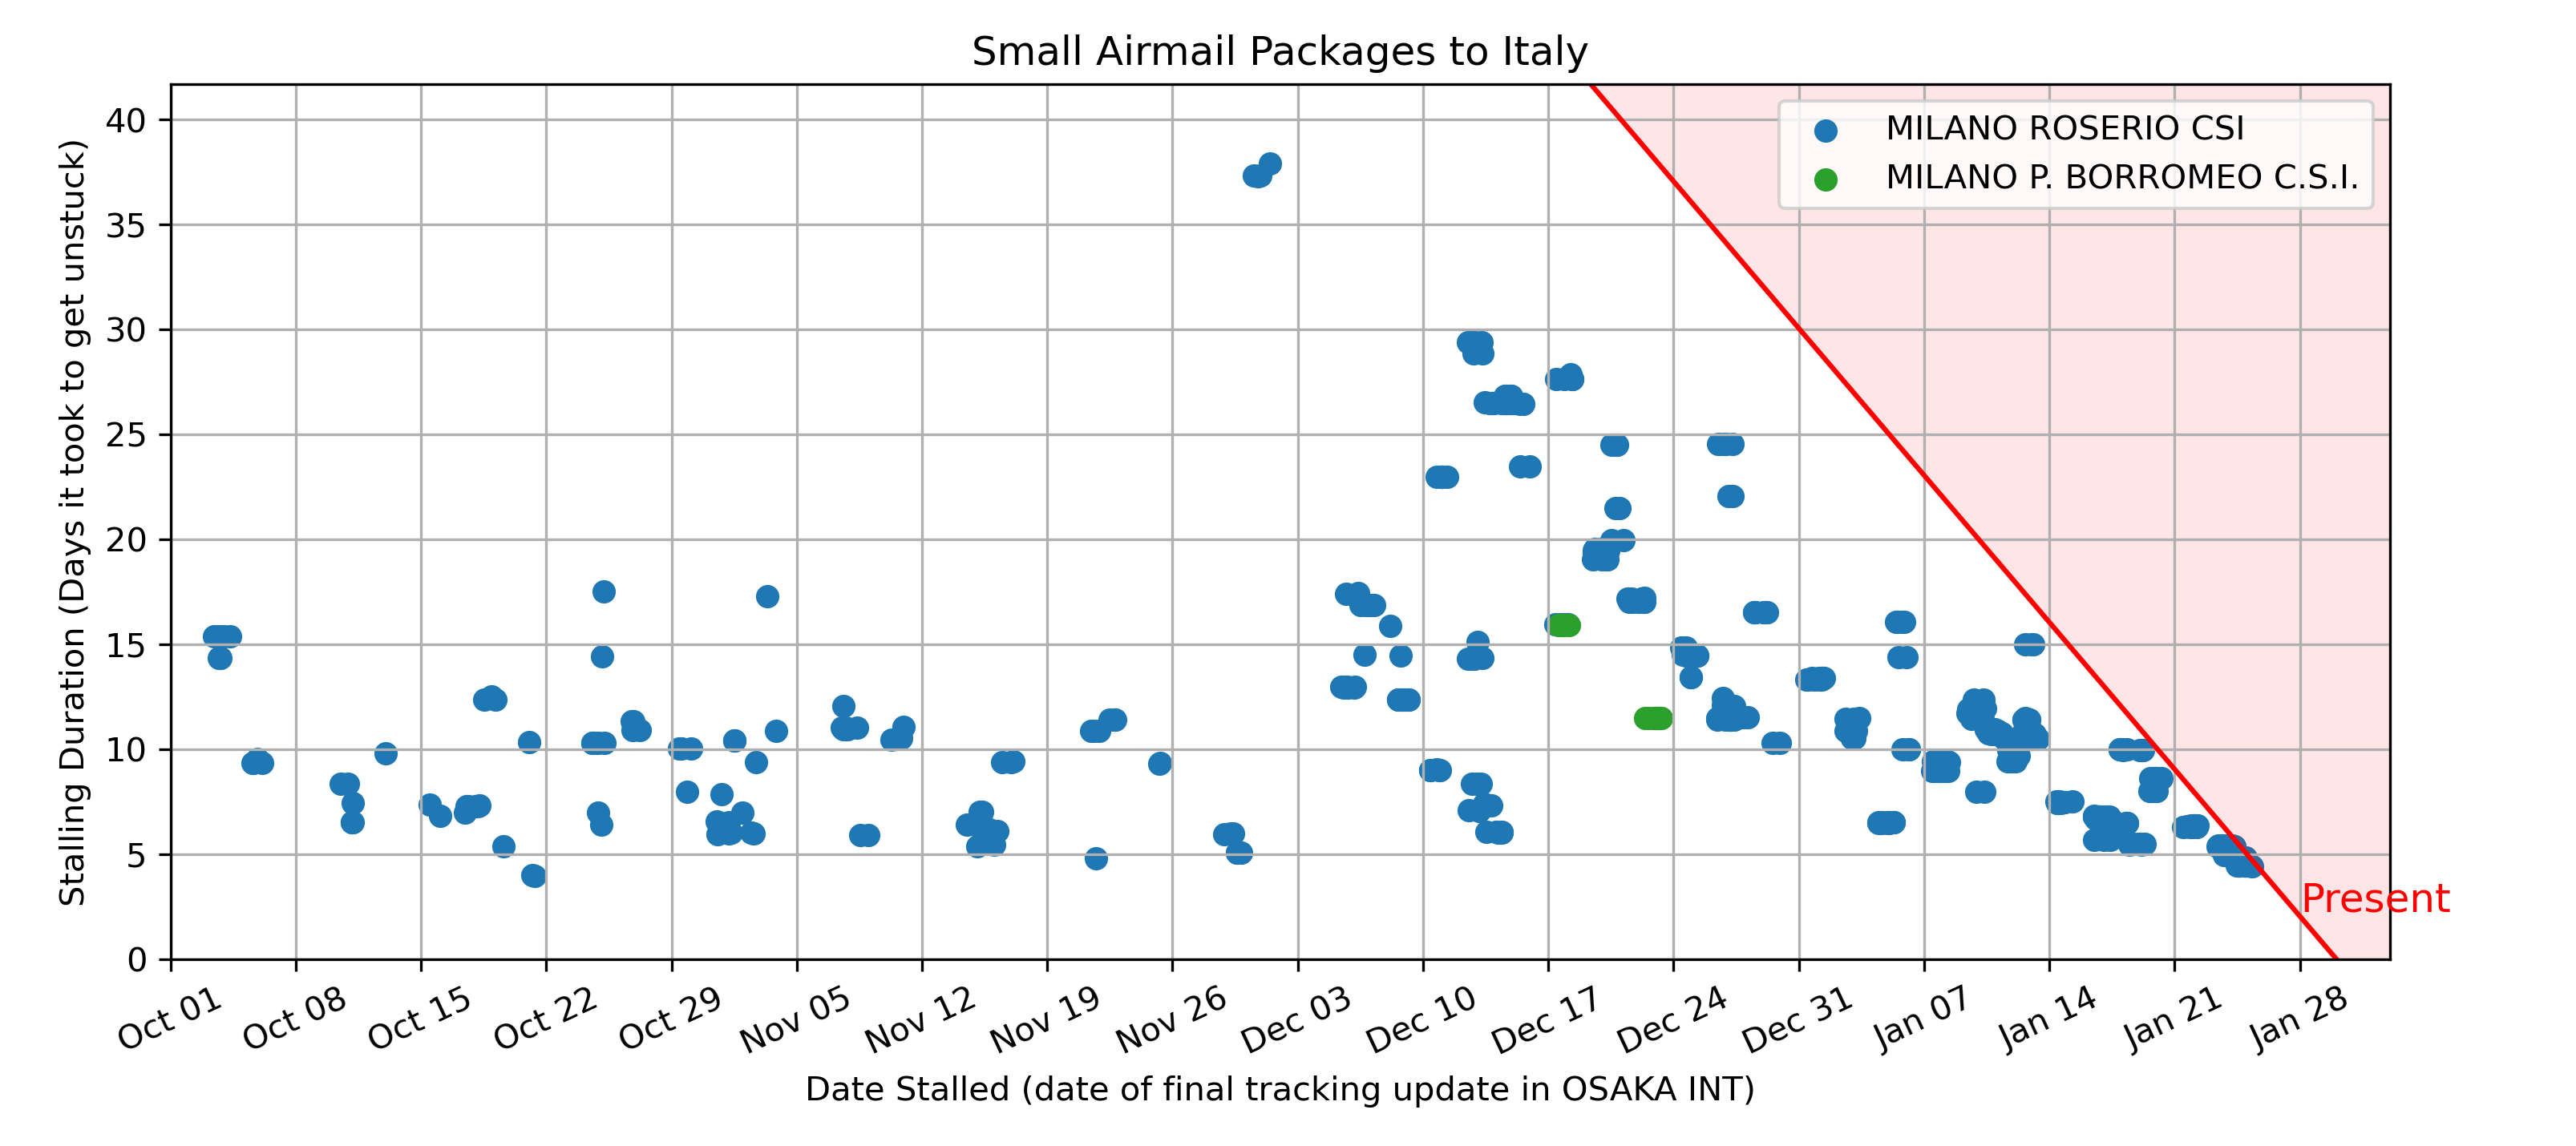 Small Airmail Packages to Italy
MILANO ROSERIO CSI
MILANO P. BORROMEO C.S.I.
Stalling Duration (Days it took to get unstuck)
40
35
30
25
20
15
10
5
0
Present
Oct 01 Oct 08 Oct 15 Oct 22 Oct 29 Nov 05 Nov 12 Nov 19 Nov 26 Dec 03 Dec 10 Dec 17 Dec 24 Dec 31 Jan 07 Jan 14 Jan 21 Jan 28
Date Stalled (date of final tracking update in OSAKA INT)